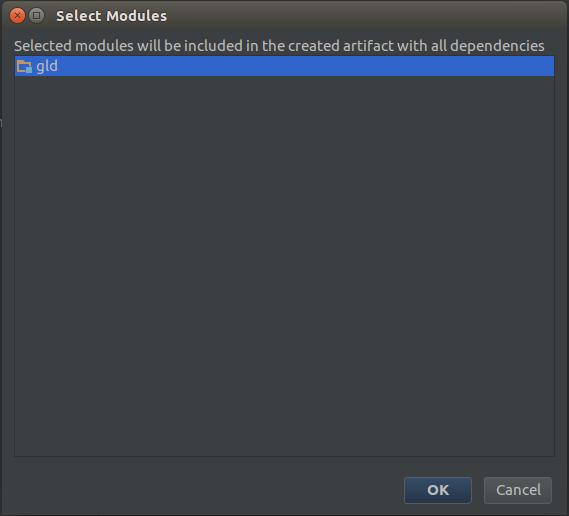 Select Modules
Selected modules will be included in the created artifact with all dependencies
gld
OK
Cancel